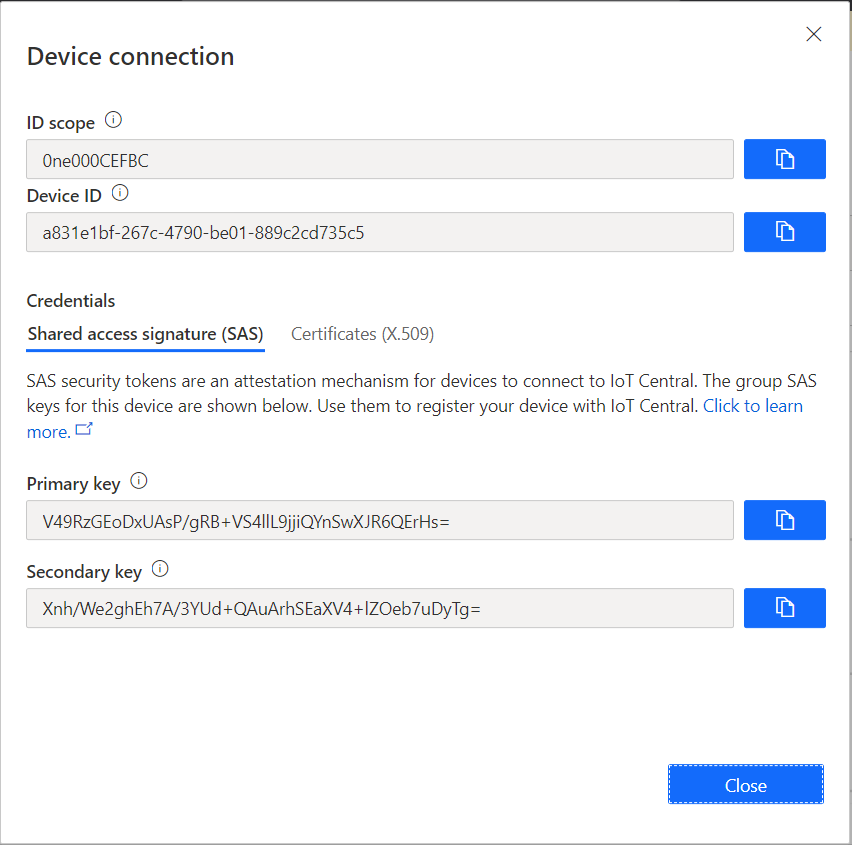 Device connection
ID scope
0ne000CEFBC
Device ID
a831e1bf-267c-4790-be01-889c2cd735c5
Credentials
Shared access signature (SAS) Certificates (X.509)
SAS security tokens are an attestation mechanism for devices to connect to IoT Central. The group SAS
keys for this device are shown below. Use them to register your device with IoT Central. Click to learn
more.
Primary key
V49RzGEoDxUAsP/gRB+VS4llL9jjiQYnSwXJR6QErHs=
Secondary key
Xnh/We2ghEh7A/3YUd+QAuArhSEaXV4+lZOeb7uDyTg=
Close